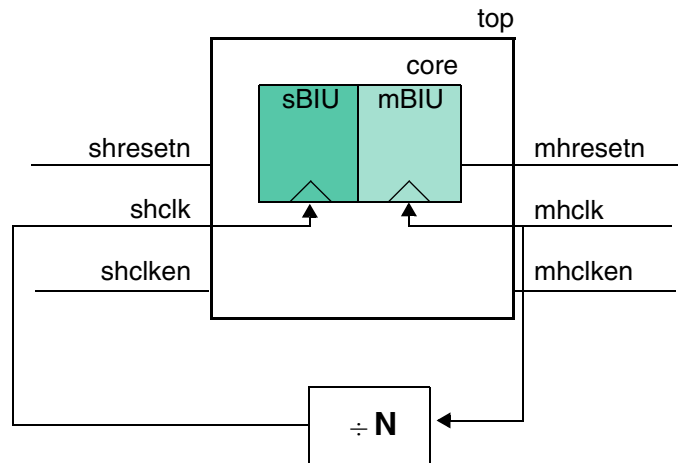 top
core
sBIU mBIU
shresetn mhresetn
shclk mhclk
shclken mhclken
÷ N